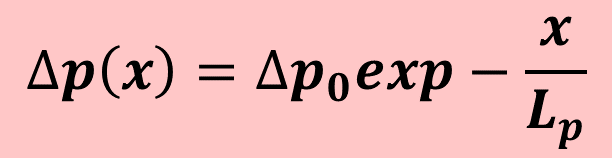 Δp(x) = Δp₀exp − x/Lₚ